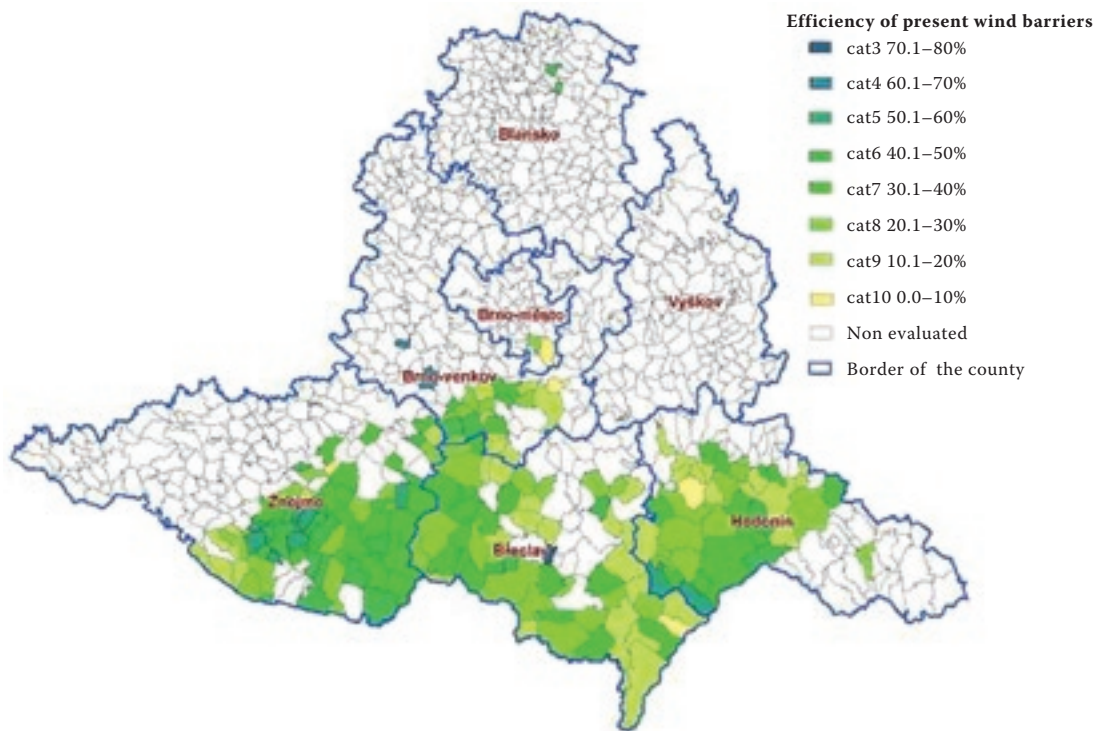 Efficiency of present wind barriers
cat3 70.1–80%
cat4 60.1–70%
cat5 50.1–60%
cat6 40.1–50%
cat7 30.1–40%
cat8 20.1–30%
cat9 10.1–20%
cat10 0.0–10%
Non evaluated
Border of the county
Blansko
Vyškov
Brno-město
Brno-venkov
Znojmo
Hodonín
Břeclav